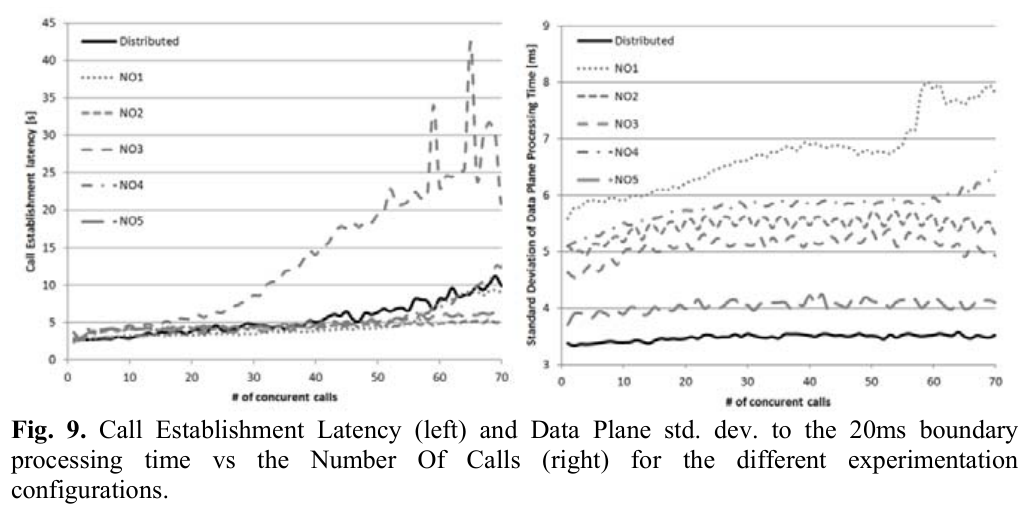 45
40
35
30
25
20
15
10
5
0
Call Establishment latency [s]
Distributed
NO1
NO2
NO3
NO4
NO5
0 10 20 30 40 50 60 70
# of concurent calls
9
8
7
6
5
4
3
Standard Deviation of Data Plane Processing Time [ms]
Distributed
NO1
NO2
NO3
NO4
NO5
0 10 20 30 40 50 60 70
# of concurent calls
Fig. 9. Call Establishment Latency (left) and Data Plane std. dev. to the 20ms boundary
processing time vs the Number Of Calls (right) for the different experimentation
configurations.